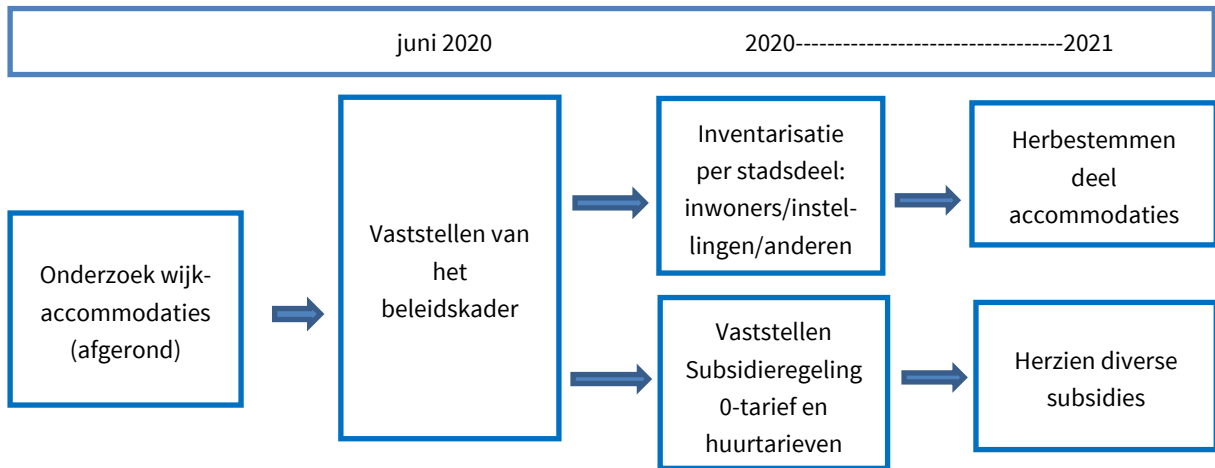 juni 2020
2020---------------------------------2021
Onderzoek wijk-
accommodaties
(afgerond)
Vaststellen van
het
beleidskader
Inventarisatie
per stadsdeel:
inwoners/instel-
lingen/anderen
Herbestemmen
deel
accommodaties
Vaststellen
Subsidieregeling
0-tarief en
huurtarieven
Herzien diverse
subsidies